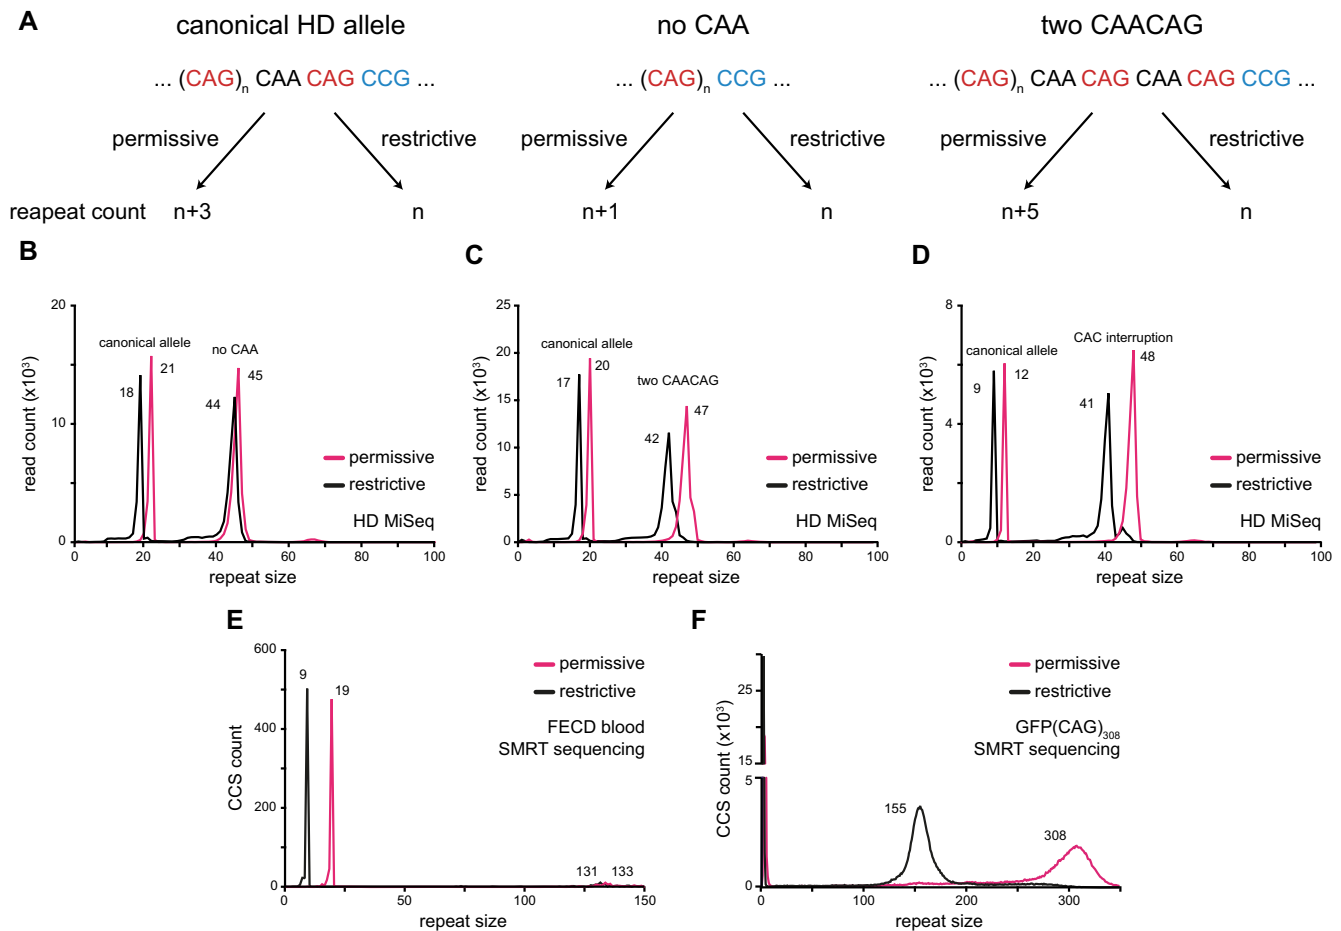 A
canonical HD allele
no CAA
two CAACAG
... (CAG)n CAA CAG CCG ...
... (CAG)n CCG ...
... (CAG)n CAA CAG CAA CAG CCG ...
permissive
restrictive
permissive
restrictive
permissive
restrictive
reapeat count
n+3
n
n+1
n
n+5
n
B
20
10
0
read count (x10³)
canonical allele
18
21
no CAA
44
45
permissive
restrictive
HD MiSeq
0 20 40 60 80 100
repeat size
C
25
20
15
10
5
0
read count (x10³)
canonical allele
17
20
two CAACAG
42
47
permissive
restrictive
HD MiSeq
0 20 40 60 80 100
repeat size
D
8
4
0
read count (x10³)
canonical allele
9
12
CAC interruption
41
48
permissive
restrictive
HD MiSeq
0 20 40 60 80 100
repeat size
E
600
400
200
0
CCS count
9
19
131 133
permissive
restrictive
FECD blood
SMRT sequencing
0 50 100 150
repeat size
F
25
15
5
0
CCS count (x10³)
155
308
permissive
restrictive
GFP(CAG)308
SMRT sequencing
0 100 200 300
repeat size